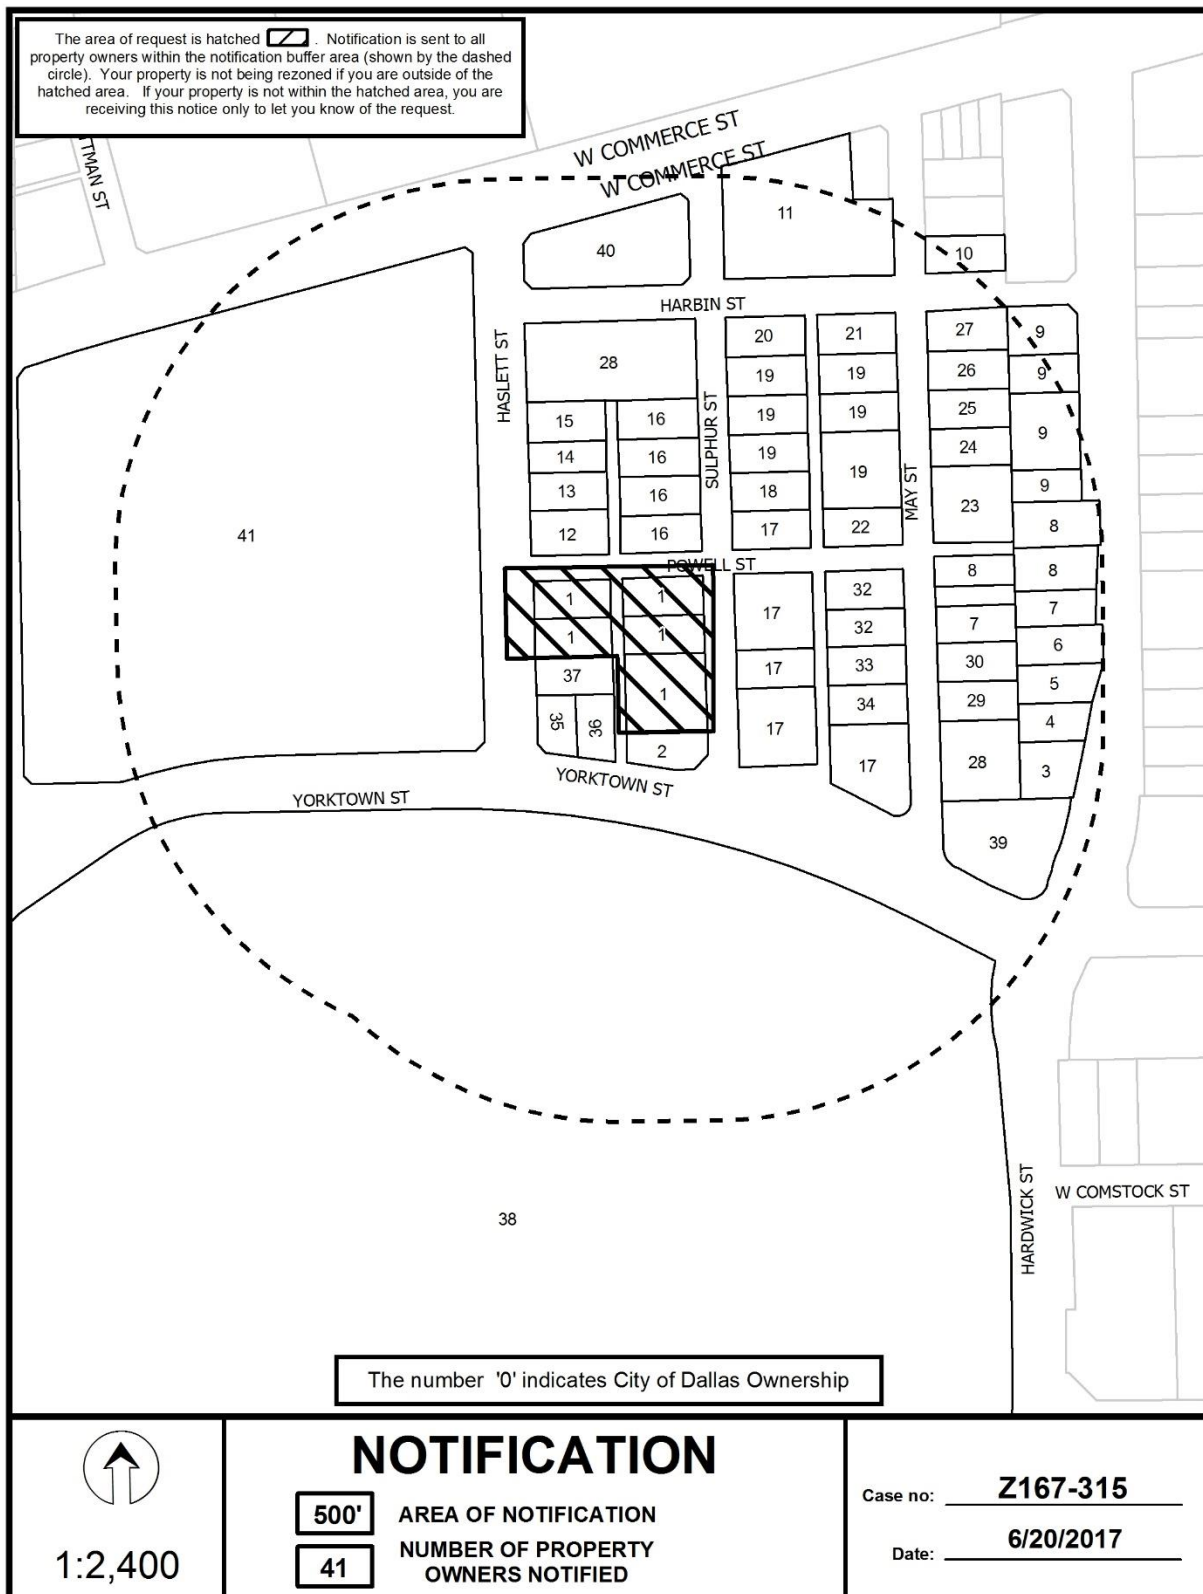 The area of request is hatched . Notification is sent to all
property owners within the notification buffer area (shown by the dashed
circle). Your property is not being rezoned if you are outside of the
hatched area. If your property is not within the hatched area, you are
receiving this notice only to let you know of the request.
TTMAN ST
W COMMERCE ST
W COMMERCE ST
11
40
10
HARBIN ST
HASLETT ST
28
20
21
27
9
19
19
26
9
15
16
SULPHUR ST
19
19
25
9
14
16
19
19
24
13
16
18
MAY ST
23
9
12
16
17
22
8
41
POWELL ST
1
1
17
32
8
8
1
1
32
7
7
37
1
17
33
30
6
35
36
2
17
34
29
5
17
28
4
3
YORKTOWN ST
YORKTOWN ST
39
38
HARDWICK ST
W COMSTOCK ST
The number '0' indicates City of Dallas Ownership
1:2,400
NOTIFICATION
500' AREA OF NOTIFICATION
41 NUMBER OF PROPERTY
OWNERS NOTIFIED
Case no: Z167-315
Date: 6/20/2017